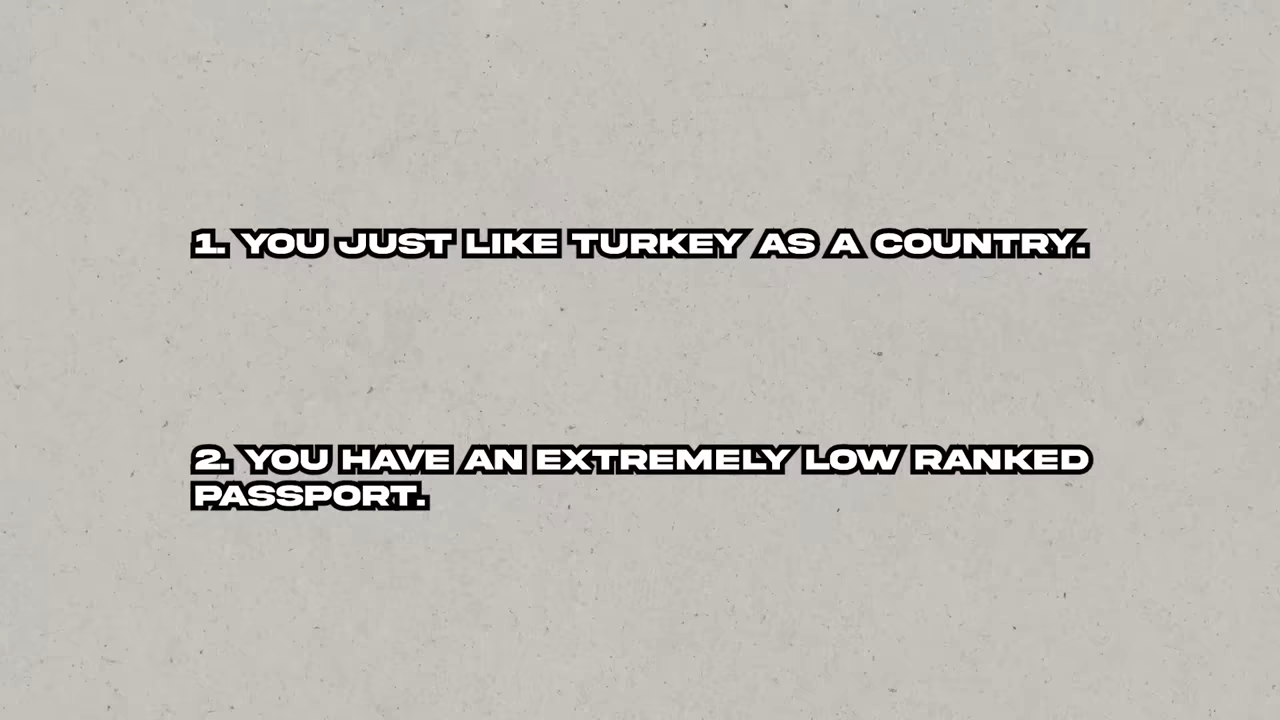 1. YOU JUST LIKE TURKEY AS A COUNTRY.
2. YOU HAVE AN EXTREMELY LOW RANKED
PASSPORT.